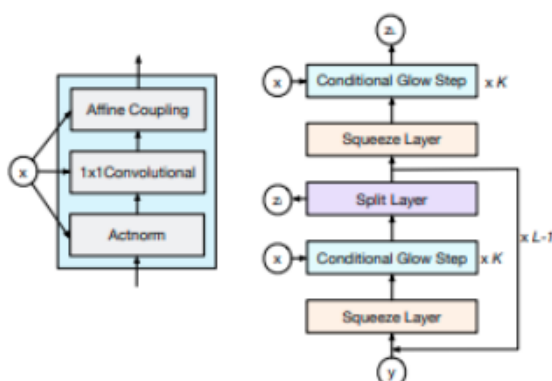 x
Affine Coupling
1x1Convolutional
Actnorm
x
Conditional Glow Step
x K
Squeeze Layer
Split Layer
x
Conditional Glow Step
x K
x L-1
Squeeze Layer
y